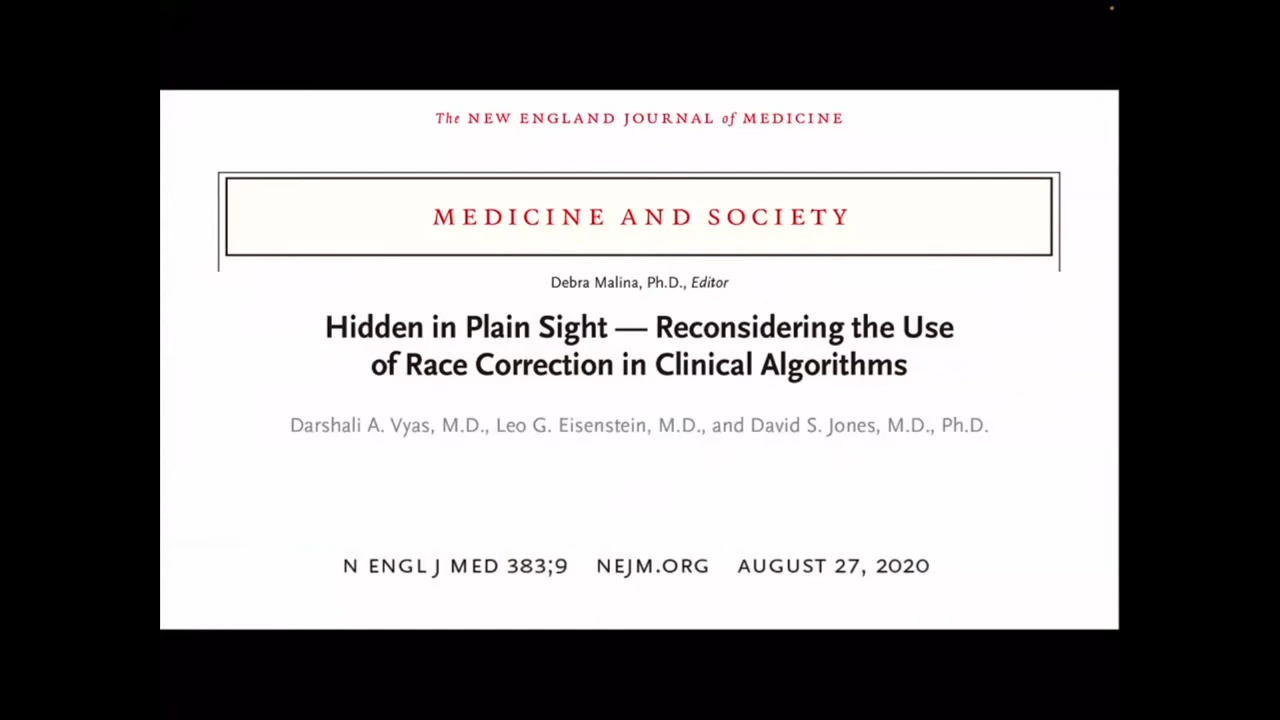 The NEW ENGLAND JOURNAL of MEDICINE
MEDICINE AND SOCIETY
Debra Malina, Ph.D., Editor
Hidden in Plain Sight — Reconsidering the Use
of Race Correction in Clinical Algorithms
Darshali A. Vyas, M.D., Leo G. Eisenstein, M.D., and David S. Jones, M.D., Ph.D.
N ENGL J MED 383;9 NEJM.ORG AUGUST 27, 2020